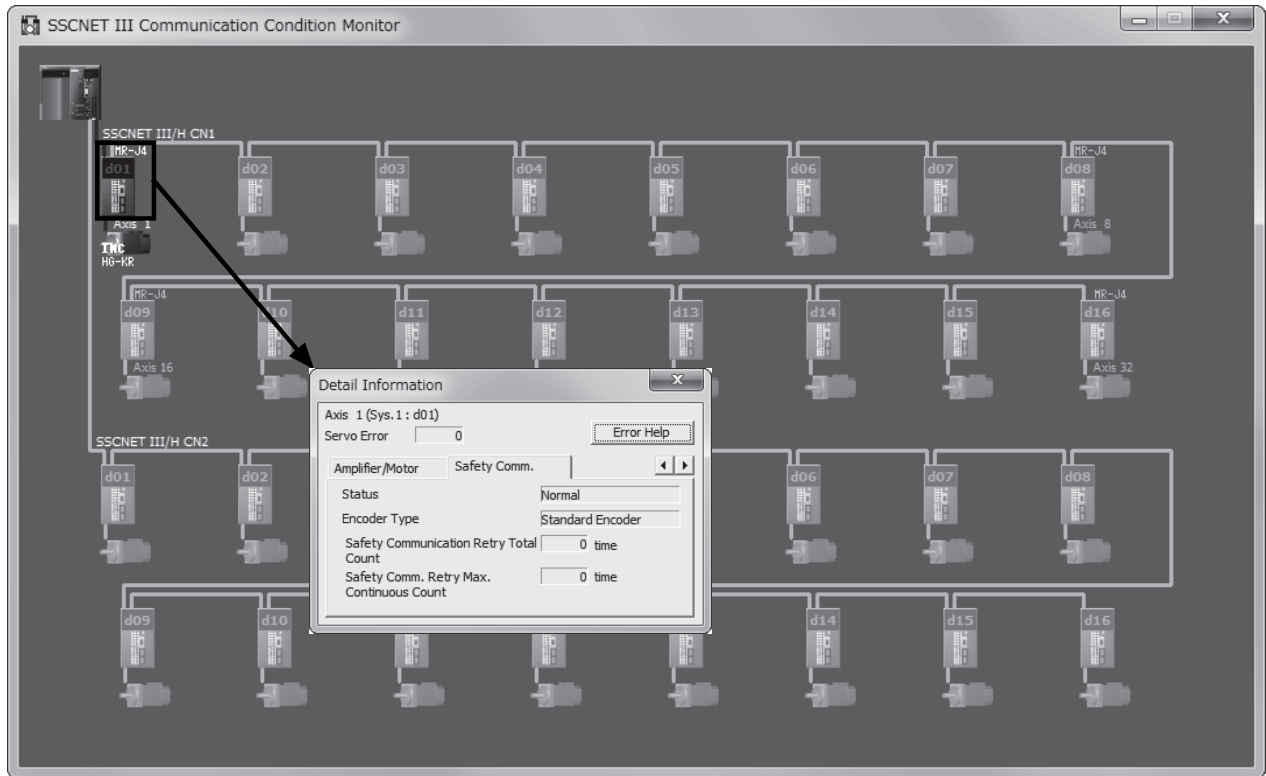 SSCNET III Communication Condition Monitor
SSCNET III/H CN1
MR-J4
MR-J4
d01
d02
d03
d04
d05
d06
d07
d08
Axis 1
Axis 8
HG-KR
MR-J4
MR-J4
d09
10
d11
d12
d13
d14
d15
d16
Axis 16
Axis 32
Detail Information
Axis 1 (Sys.1 : d01)
Servo Error 0 Error Help
Amplifier/Motor Safety Comm.
Status Normal
Encoder Type Standard Encoder
Safety Communication Retry Total 0 time
Count
Safety Comm. Retry Max. 0 time
Continuous Count
SSCNET III/H CN2
d01
d02
d06
d07
d08
d09
d10
d14
d15
d16